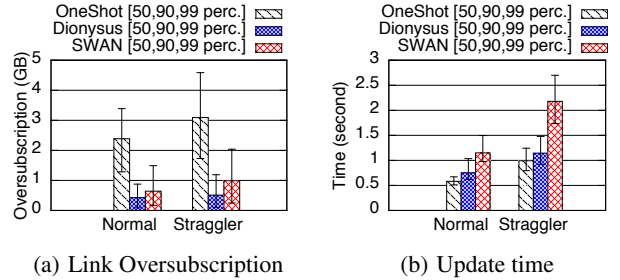 OneShot [50,90,99 perc.]
Dionysus [50,90,99 perc.]
SWAN [50,90,99 perc.]
Oversubscription (GB)
5
4
3
2
1
0
Normal Straggler
(a) Link Oversubscription
OneShot [50,90,99 perc.]
Dionysus [50,90,99 perc.]
SWAN [50,90,99 perc.]
Time (second)
3
2.5
2
1.5
1
0.5
0
Normal Straggler
(b) Update time